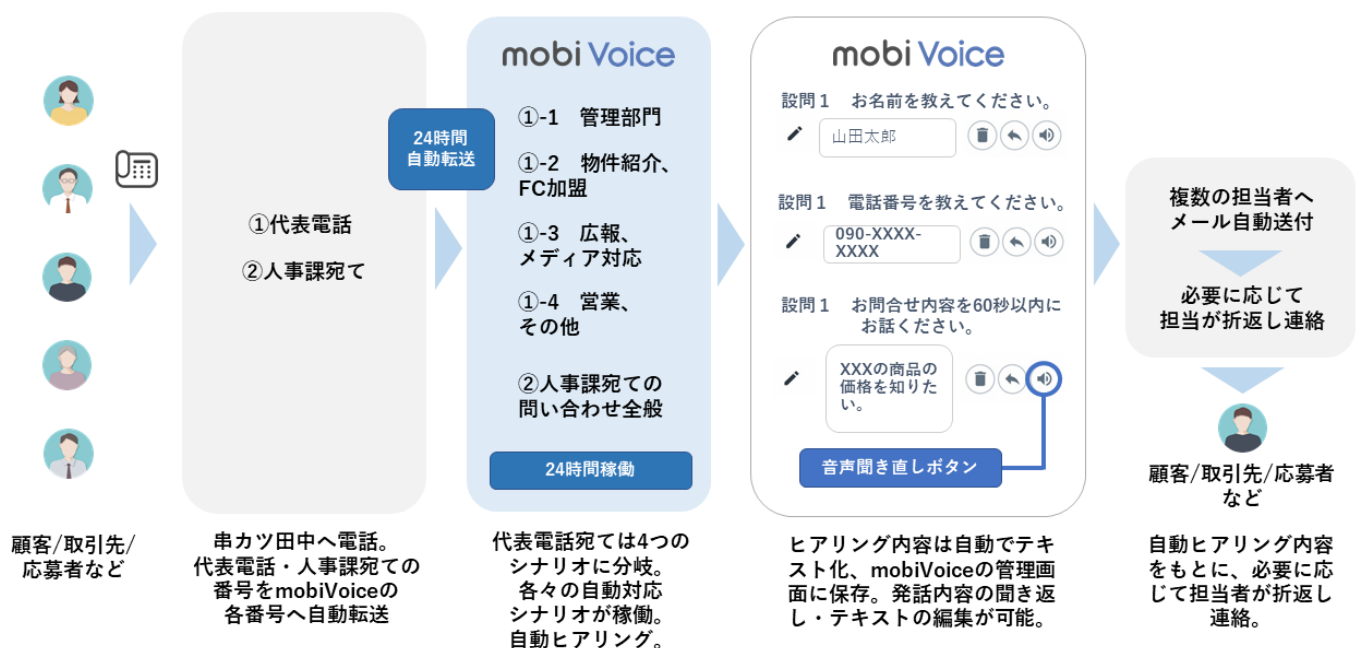 顧客/取引先/
応募者など
①代表電話
②人事課宛て
串カツ田中へ電話。
代表電話・人事課宛ての
番号をmobiVoiceの
各番号へ自動転送
24時間
自動転送
mobi Voice
①-1　管理部門
①-2　物件紹介、
FC加盟
①-3　広報、
メディア対応
①-4　営業、
その他
②人事課宛ての
問い合わせ全般
24時間稼働
代表電話宛ては4つの
シナリオに分岐。
各々の自動対応
シナリオが稼働。
自動ヒアリング。
mobi Voice
設問１　お名前を教えてください。
山田太郎
設問１　電話番号を教えてください。
090-XXXX-
XXXX
設問１　お問合せ内容を60秒以内に
お話ください。
XXXの商品の
価格を知りた
い。
音声聞き直しボタン
ヒアリング内容は自動でテキ
スト化、mobiVoiceの管理画
面に保存。発話内容の聞き返
し・テキストの編集が可能。
複数の担当者へ
メール自動送付
必要に応じて
担当が折返し連絡
顧客/取引先/応募者
など
自動ヒアリング内容
をもとに、必要に応
じて担当者が折返し
連絡。